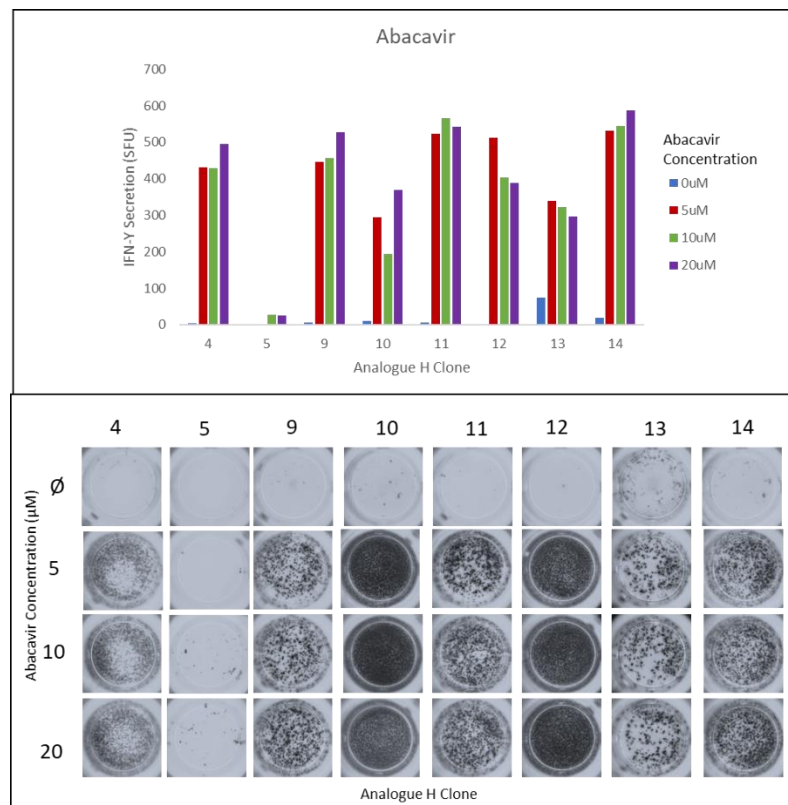 Abacavir
700
600
500
400
300
200
100
0
IFN-Y Secretion (SFU)
4 5 9 10 11 12 13 14
Analogue H Clone
Abacavir
Concentration
0uM
5uM
10uM
20uM
4 5 9 10 11 12 13 14
Abacavir Concentration (μM)
Ø
5
10
20
Analogue H Clone